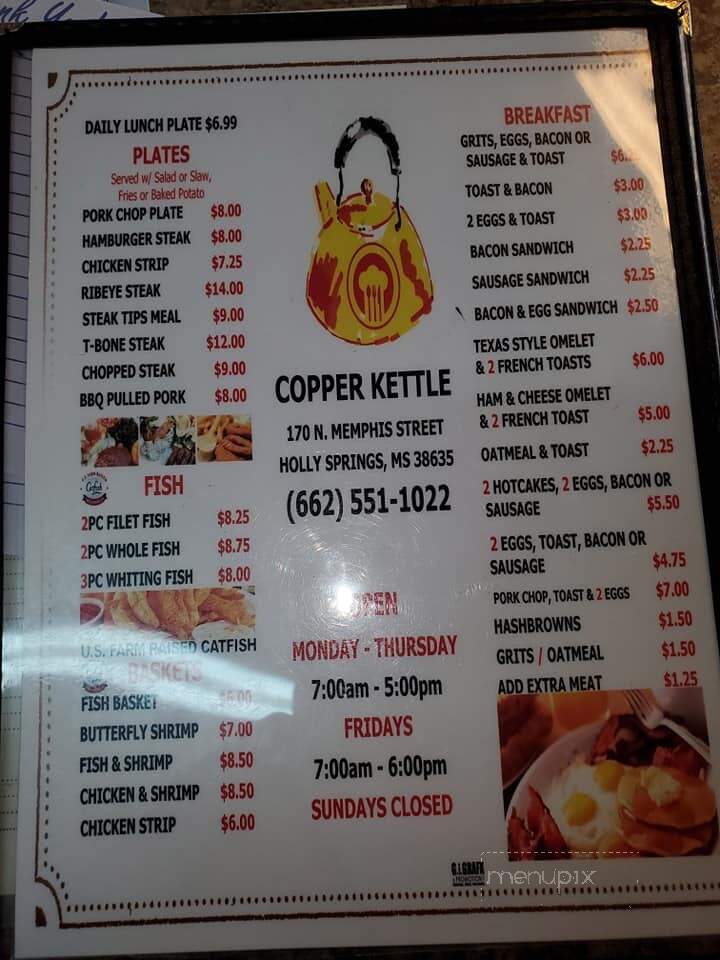 DAILY LUNCH PLATE $6.99
PLATES
Served w/ Salad or Slaw,
Fries or Baked Potato
PORK CHOP PLATE $8.00
HAMBURGER STEAK $8.00
CHICKEN STRIP $7.25
RIBEYE STEAK $14.00
STEAK TIPS MEAL $9.00
T-BONE STEAK $12.00
CHOPPED STEAK $9.00
BBQ PULLED PORK $8.00
FISH
2PC FILET FISH $8.25
2PC WHOLE FISH $8.75
3PC WHITING FISH $8.00
U.S. FARM RAISED CATFISH
BASKETS
FISH BASKET $6.00
BUTTERFLY SHRIMP $7.00
FISH & SHRIMP $8.50
CHICKEN & SHRIMP $8.50
CHICKEN STRIP $6.00
COPPER KETTLE
170 N. MEMPHIS STREET
HOLLY SPRINGS, MS 38635
(662) 551-1022
OPEN
MONDAY - THURSDAY
7:00am - 5:00pm
FRIDAYS
7:00am - 6:00pm
SUNDAYS CLOSED
BREAKFAST
GRITS, EGGS, BACON OR
SAUSAGE & TOAST
TOAST & BACON $3.00
2 EGGS & TOAST $3.00
BACON SANDWICH $2.25
SAUSAGE SANDWICH $2.25
BACON & EGG SANDWICH $2.50
TEXAS STYLE OMELET
& 2 FRENCH TOASTS $6.00
HAM & CHEESE OMELET
& 2 FRENCH TOAST $5.00
OATMEAL & TOAST $2.25
2 HOTCAKES, 2 EGGS, BACON OR
SAUSAGE $5.50
2 EGGS, TOAST, BACON OR
SAUSAGE $4.75
PORK CHOP, TOAST & 2 EGGS $7.00
HASHBROWNS $1.50
GRITS / OATMEAL $1.50
ADD EXTRA MEAT $1.25
G.I.GRAFX
menupix